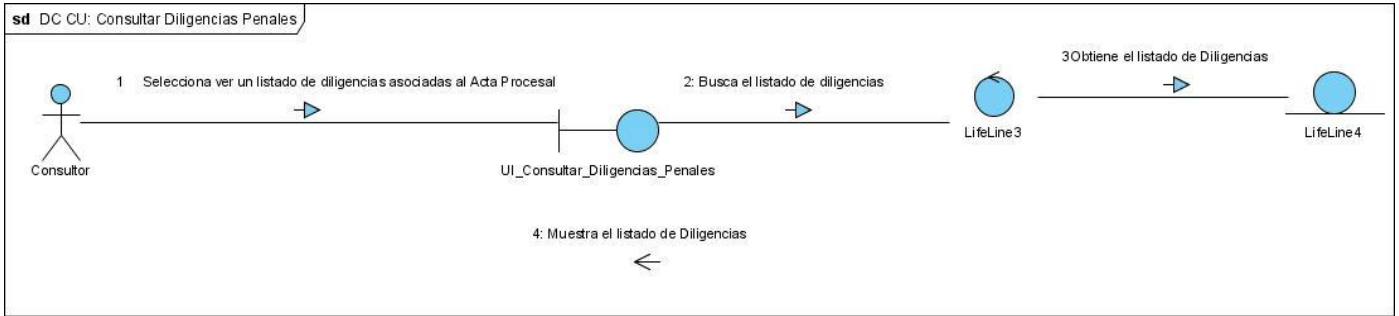 sd DC CU: Consultar Diligencias Penales
1 Selecciona ver un listado de diligencias asociadas al Acta Procesal
2: Busca el listado de diligencias
3Obtiene el listado de Diligencias
Consultor
UI_Consultar_Diligencias_Penales
LifeLine3
LifeLine4
4: Muestra el listado de Diligencias